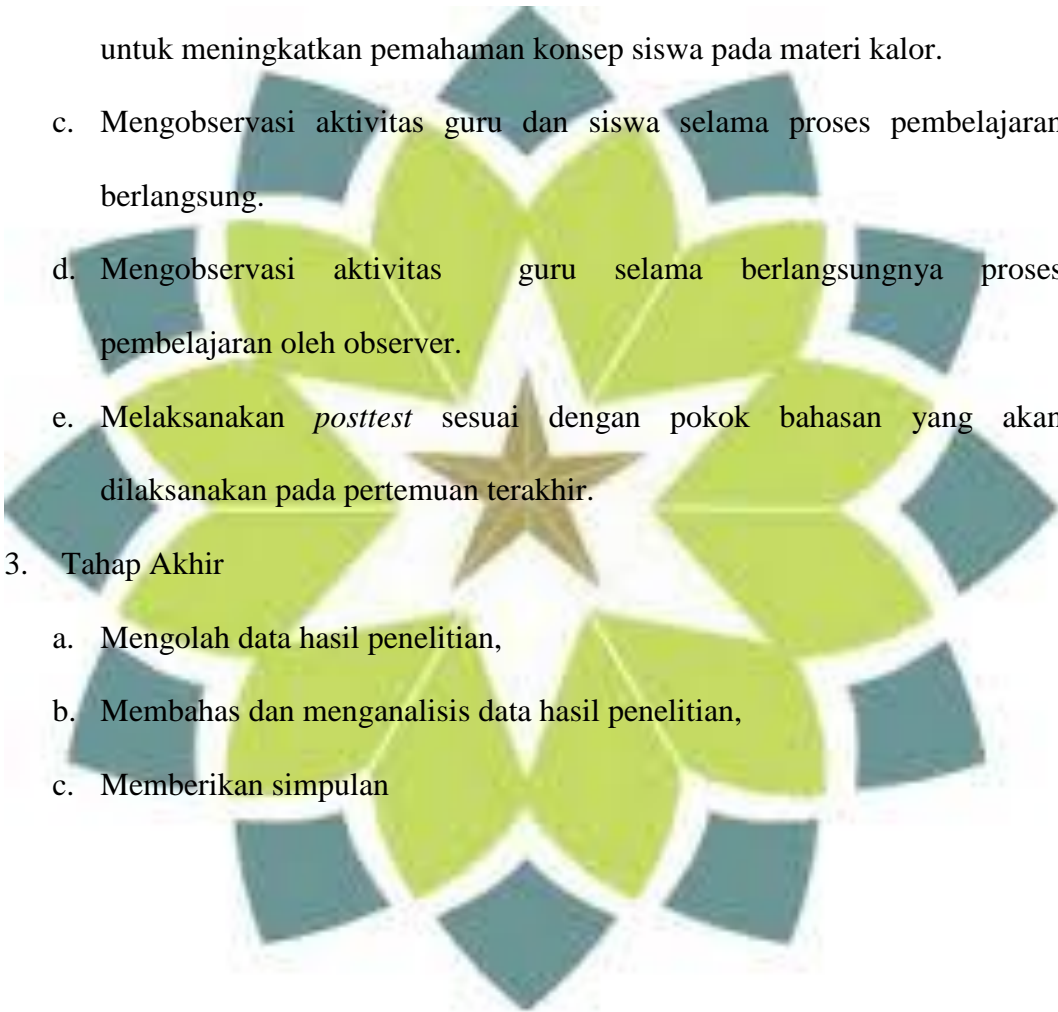 untuk meningkatkan pemahaman konsep siswa pada materi kalor.
c. Mengobservasi aktivitas guru dan siswa selama proses pembelajaran
berlangsung.
d. Mengobservasi aktivitas guru selama berlangsungnya proses
pembelajaran oleh observer.
e. Melaksanakan posttest sesuai dengan pokok bahasan yang akan
dilaksanakan pada pertemuan terakhir.
3. Tahap Akhir
a. Mengolah data hasil penelitian,
b. Membahas dan menganalisis data hasil penelitian,
c. Memberikan simpulan